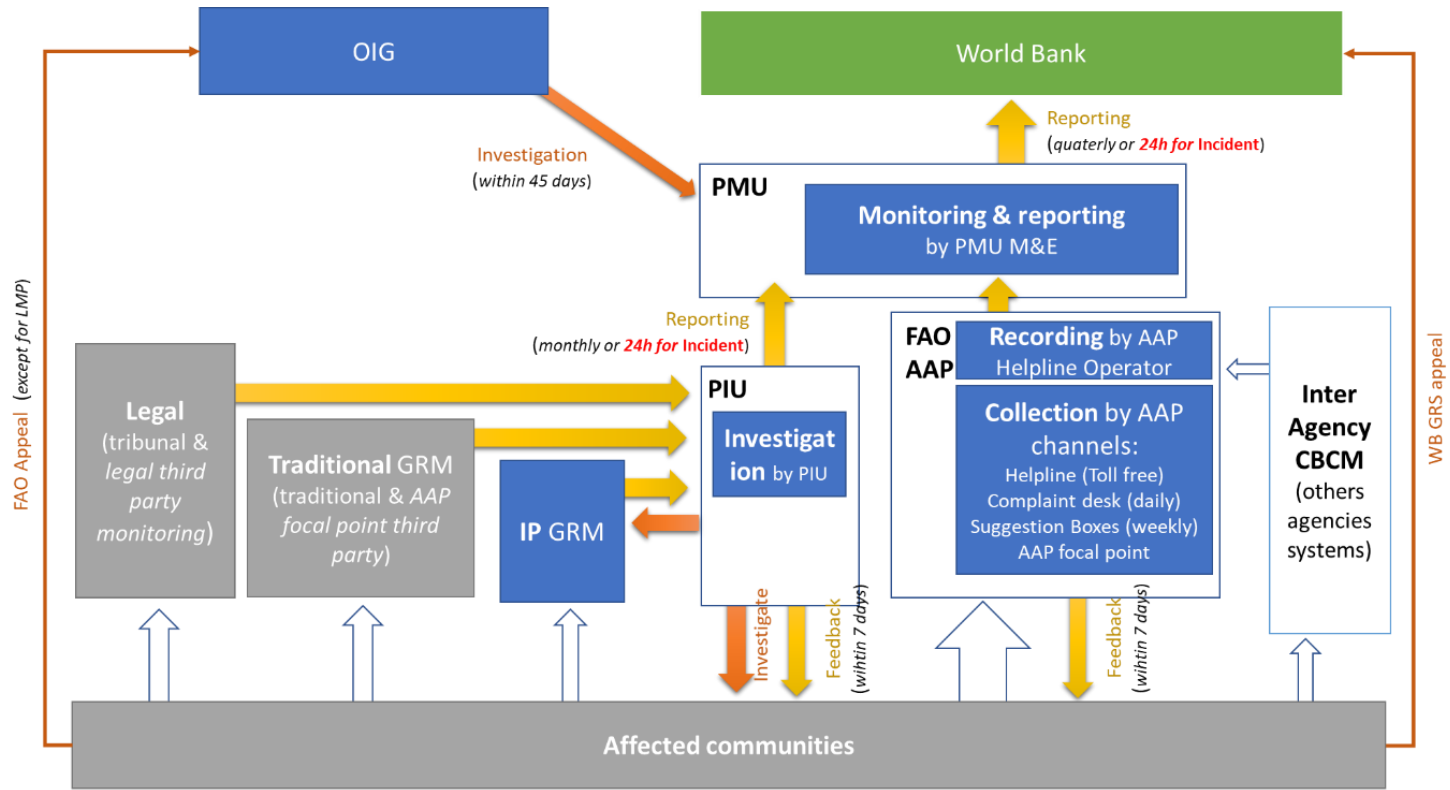 OIG
World Bank
Reporting
(quaterly or 24h for Incident)
Investigation
(within 45 days)
PMU
Monitoring & reporting
by PMU M&E
FAO Appeal (except for LMP)
WB GRS appeal
Reporting
(monthly or 24h for Incident)
FAO
AAP
Recording by AAP
Helpline Operator
Legal
(tribunal &
legal third
party
monitoring)
Traditional GRM
(traditional & AAP
focal point third
party)
IP GRM
PIU
Investigat
ion by PIU
Collection by AAP
channels:
Helpline (Toll free)
Complaint desk (daily)
Suggestion Boxes (weekly)
AAP focal point
Inter
Agency
CBCM
(others
agencies
systems)
Investigate
Feedback
(wihtin 7 days)
Feedback
(wihtin 7 days)
Affected communities